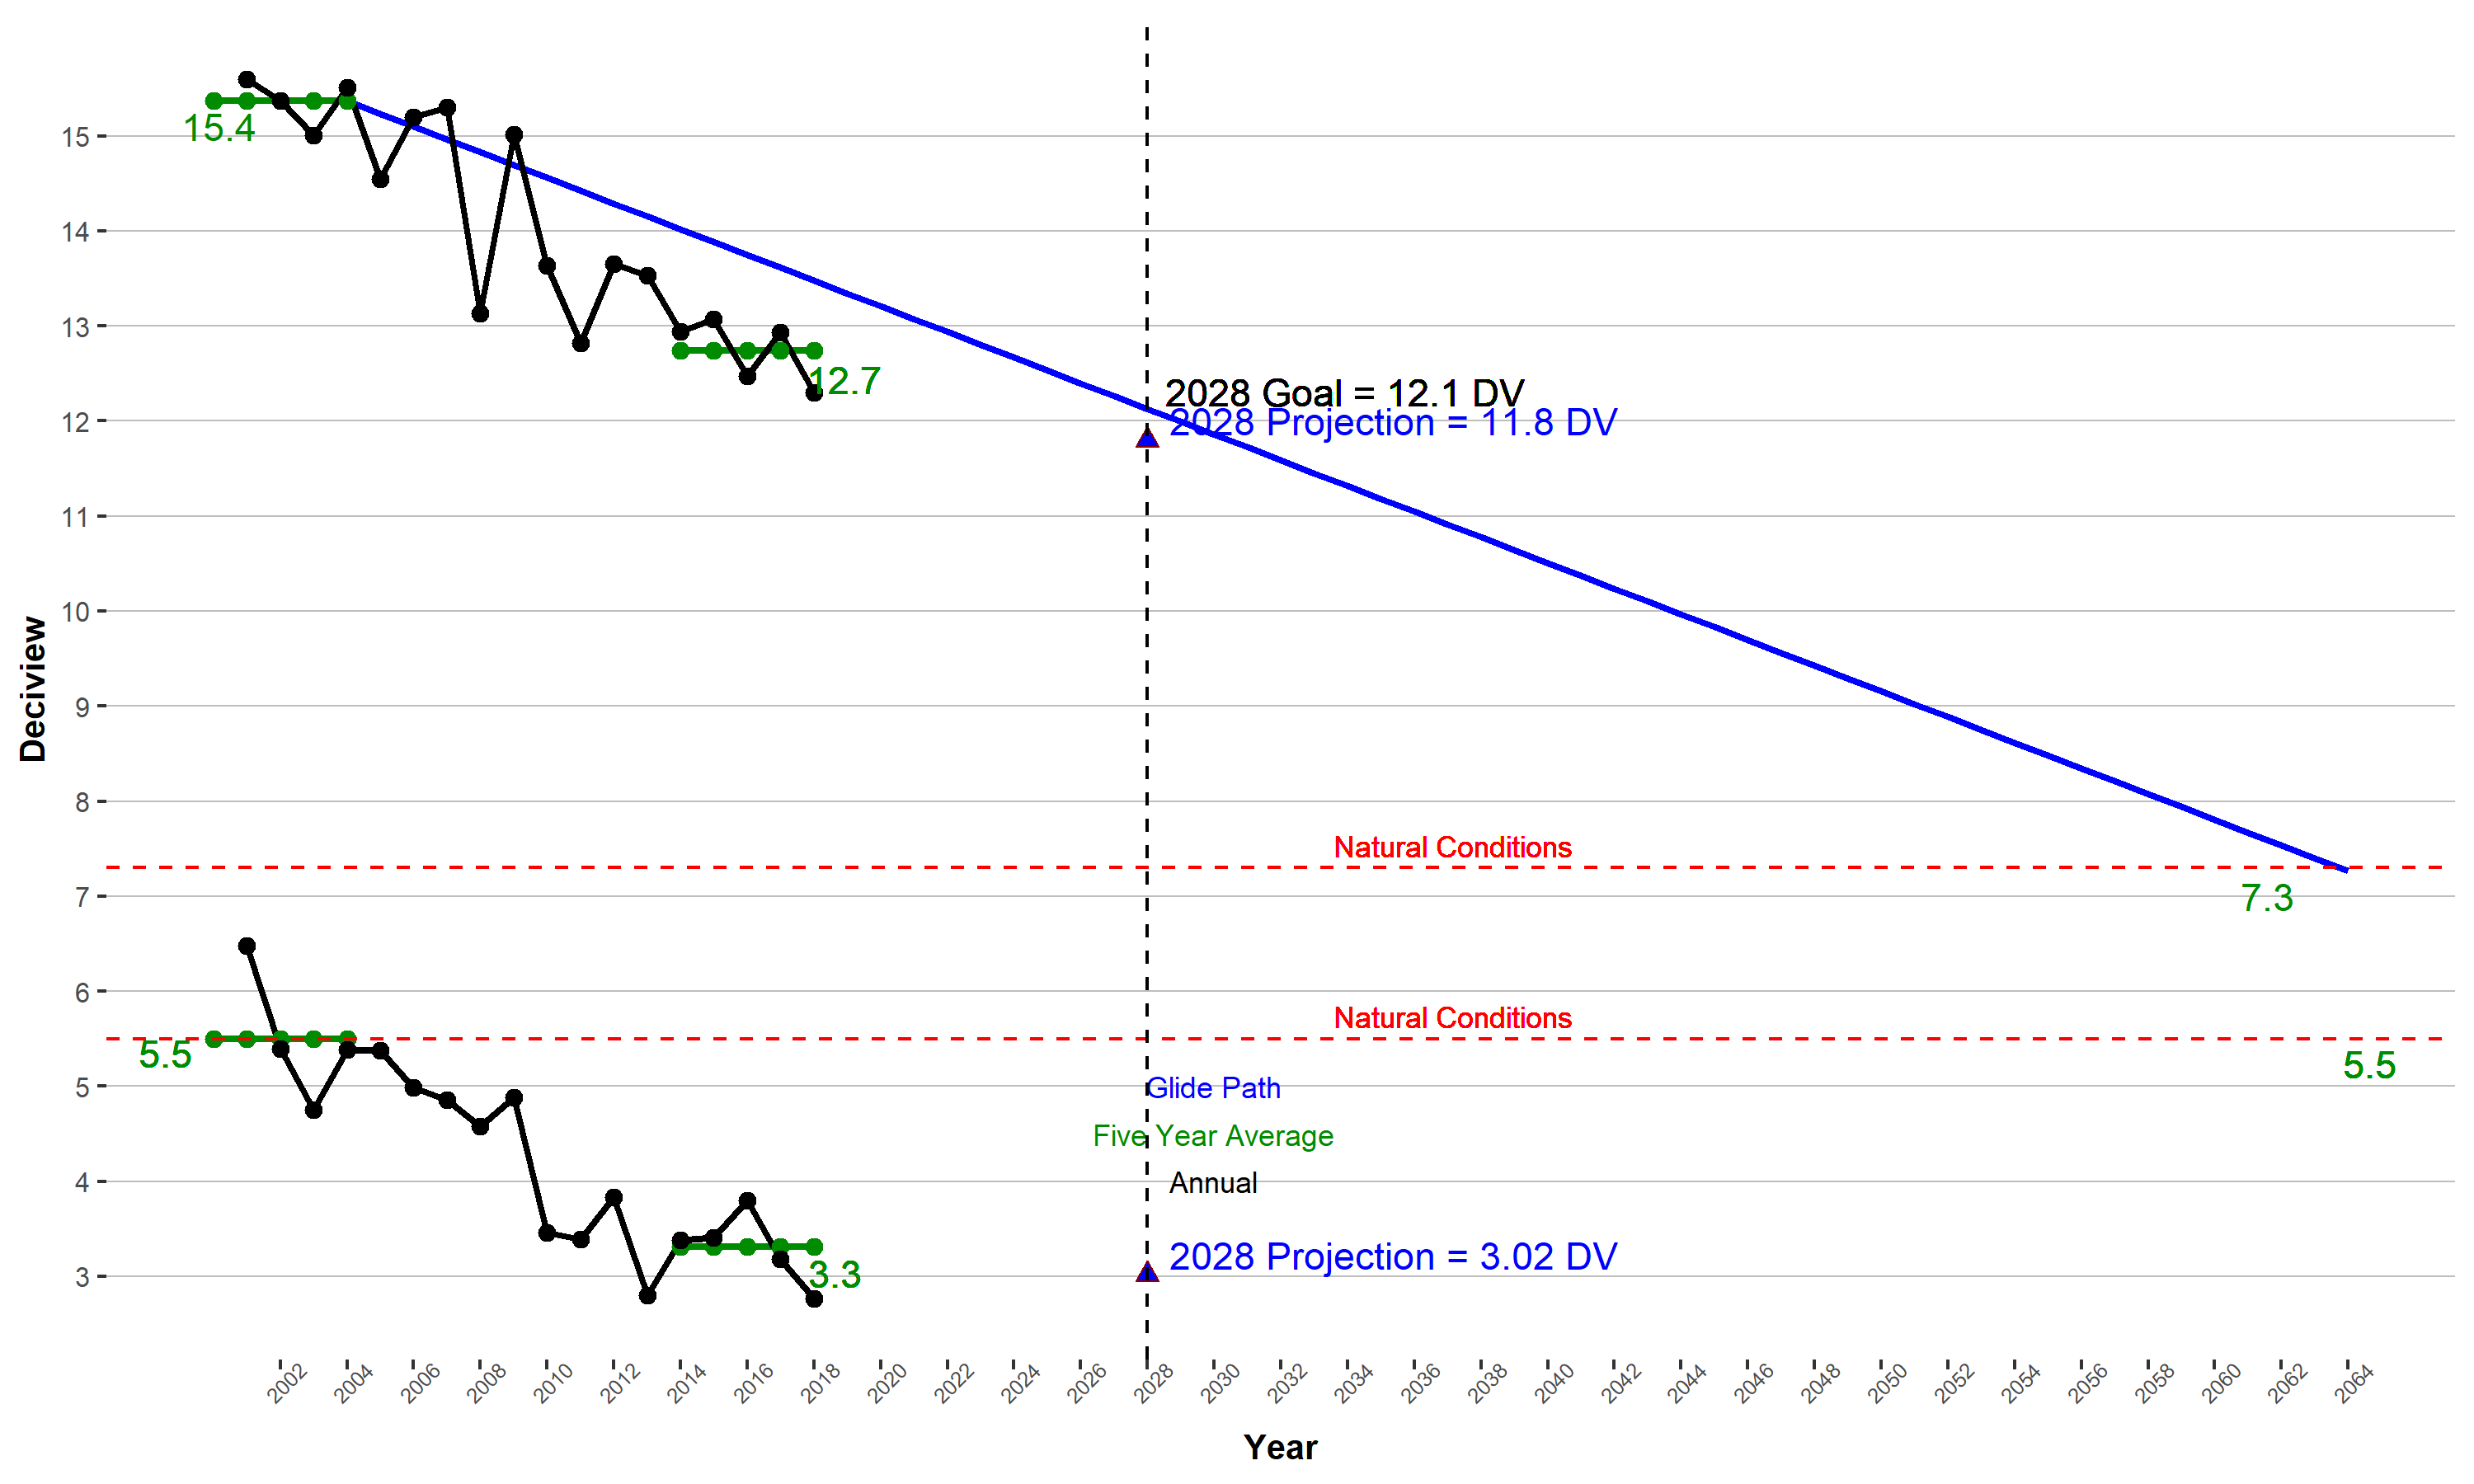 15.4
15
14
13
12.7
2028 Goal = 12.1 DV
2028 Projection = 11.8 DV
12
11
10
9
8
Natural Conditions
7
7.3
6
Natural Conditions
5.5
5.5
5
Glide Path
Five Year Average
4
Annual
2028 Projection = 3.02 DV
3
3.3
Deciview
2002 2004 2006 2008 2010 2012 2014 2016 2018 2020 2022 2024 2026 2028 2030 2032 2034 2036 2038 2040 2042 2044 2046 2048 2050 2052 2054 2056 2058 2060 2062 2064
Year